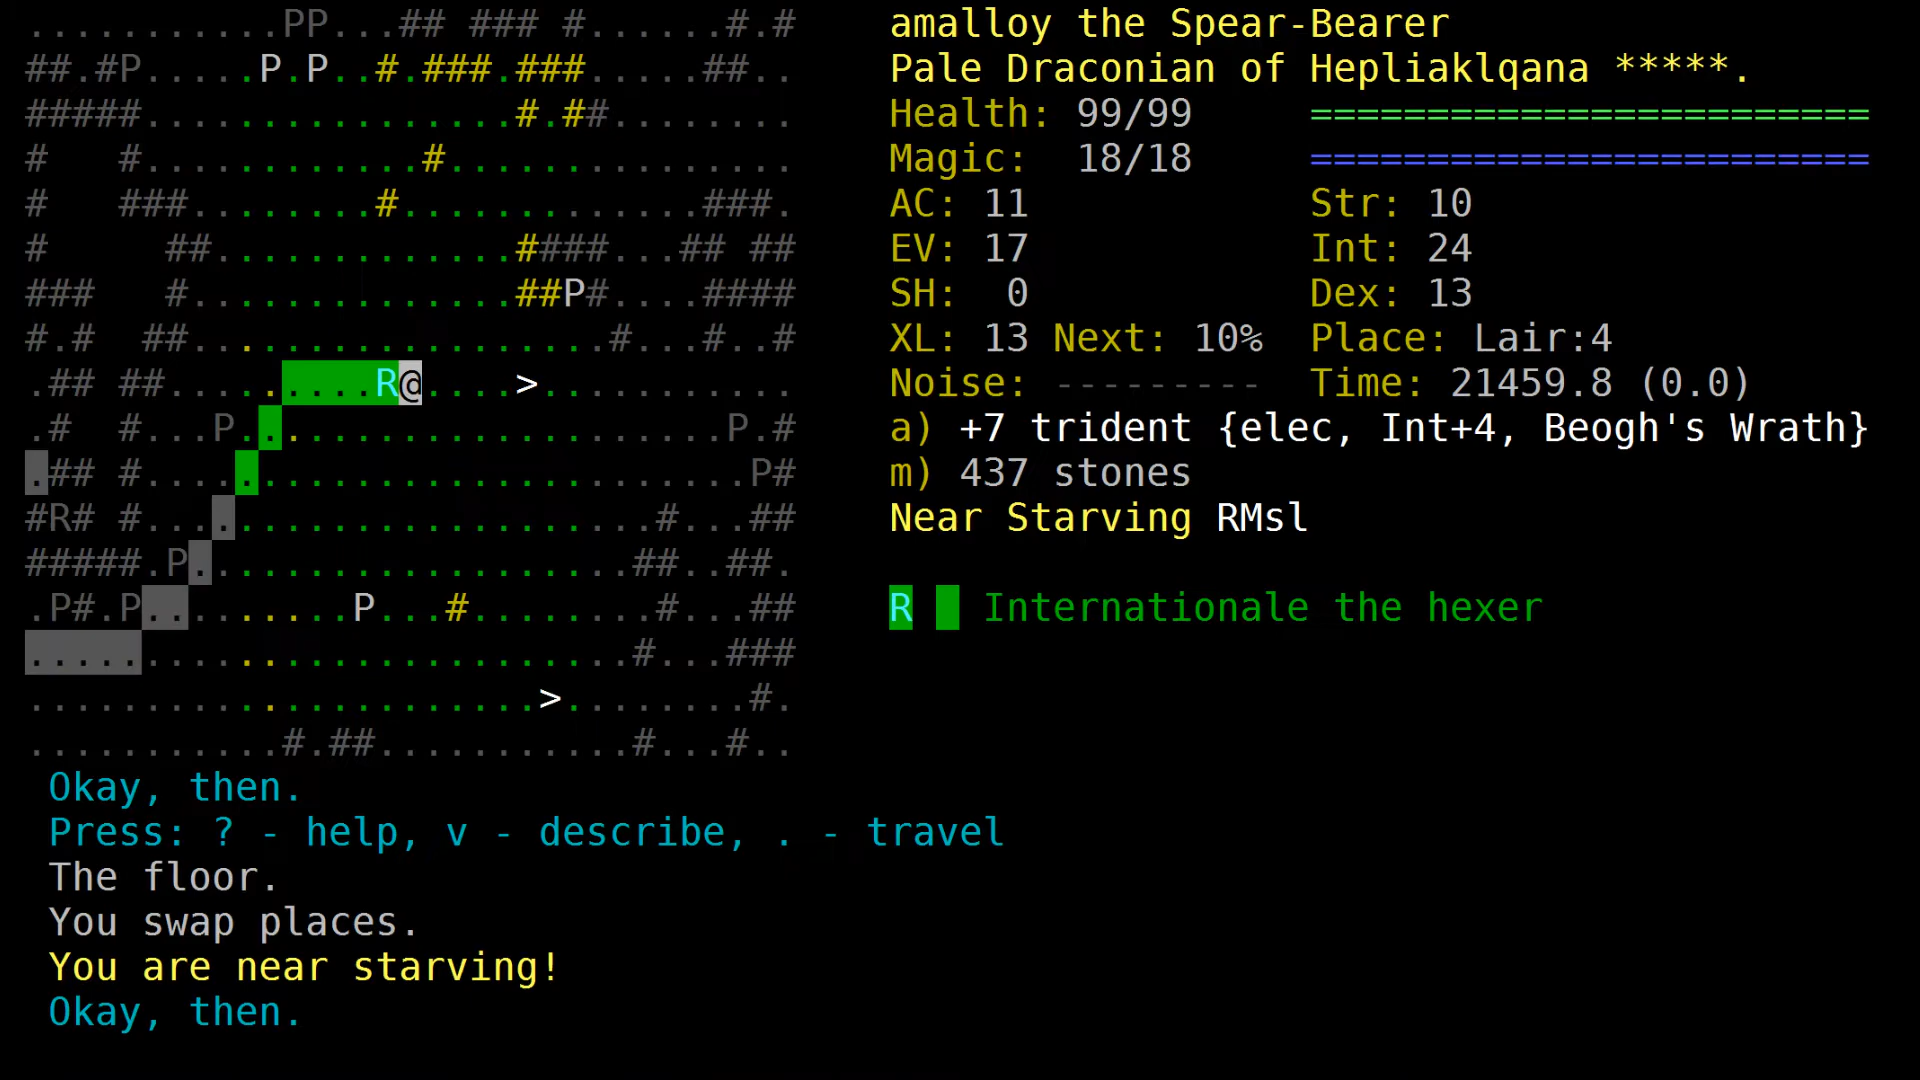 ...........PP...## ### #......#.# amalloy the Spear-Bearer
##.#P.....P.P..#.###.###.....##.. Pale Draconian of Hepliaklqana *****.
#####................#.##........ Health: 99/99 ========================
#   #............#............... Magic: 18/18 ========================
#   ###........#.............###. AC: 11 Str: 10
#     ##.............####...## ## EV: 17 Int: 24
###   #..............##P#....#### SH: 0 Dex: 13
#.#  ##..................#...#..# XL: 13 Next: 10% Place: Lair:4
.## ##.........R@....>........... Noise: --------- Time: 21459.8 (0.0)
.#  #...P.....................P.# a) +7 trident {elec, Int+4, Beogh's Wrath}
.## #..........................P# m) 437 stones
#R# #......................#...## Near Starving RMsl
#####.P...................##..##.
.P#.P.........P...#........#...## R Internationale the hexer
..........................#...###
......................>........#.
...........#.##...........#...#..
Okay, then.
Press: ? - help, v - describe, . - travel
The floor.
You swap places.
You are near starving!
Okay, then.